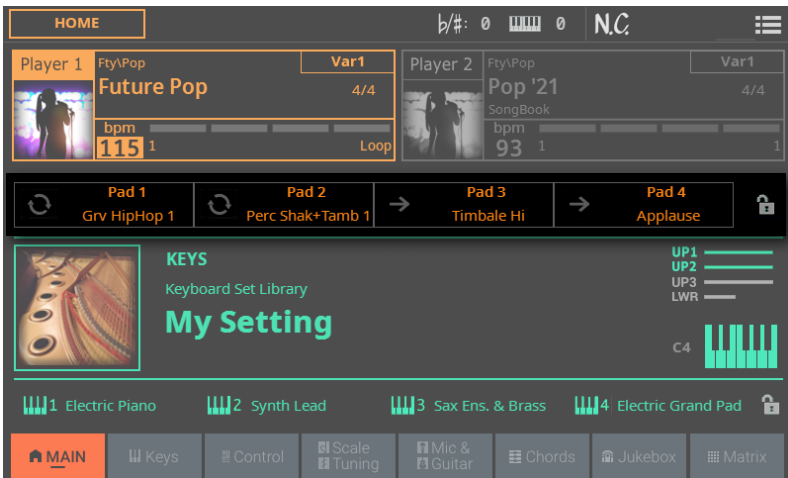 HOME
b/#: 0
0
N.C.
Player 1
Fty\Pop
Var1
Future Pop
4/4
bpm
115
1
Loop
Player 2
Fty\Pop
Var1
Pop '21
4/4
SongBook
bpm
93
1
1
Pad 1
Grv HipHop 1
Pad 2
Perc Shak+Tamb 1
Pad 3
Timbale Hi
Pad 4
Applause
KEYS
Keyboard Set Library
My Setting
UP1
UP2
UP3
LWR
C4
1 Electric Piano
2 Synth Lead
3 Sax Ens. & Brass
4 Electric Grand Pad
MAIN
Keys
Control
Scale
Tuning
Mic &
Guitar
Chords
Jukebox
Matrix